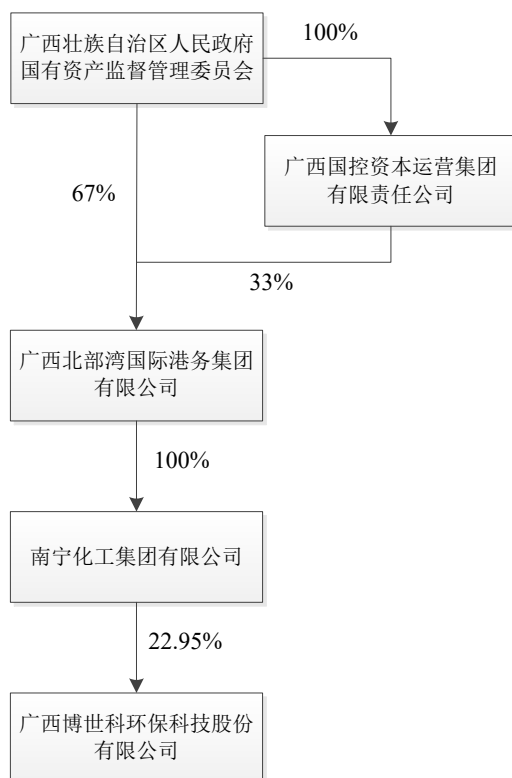 广西壮族自治区人民政府
国有资产监督管理委员会
100%
广西国控资本运营集团
有限责任公司
67%
33%
广西北部湾国际港务集团
有限公司
100%
南宁化工集团有限公司
22.95%
广西博世科环保科技股份
有限公司